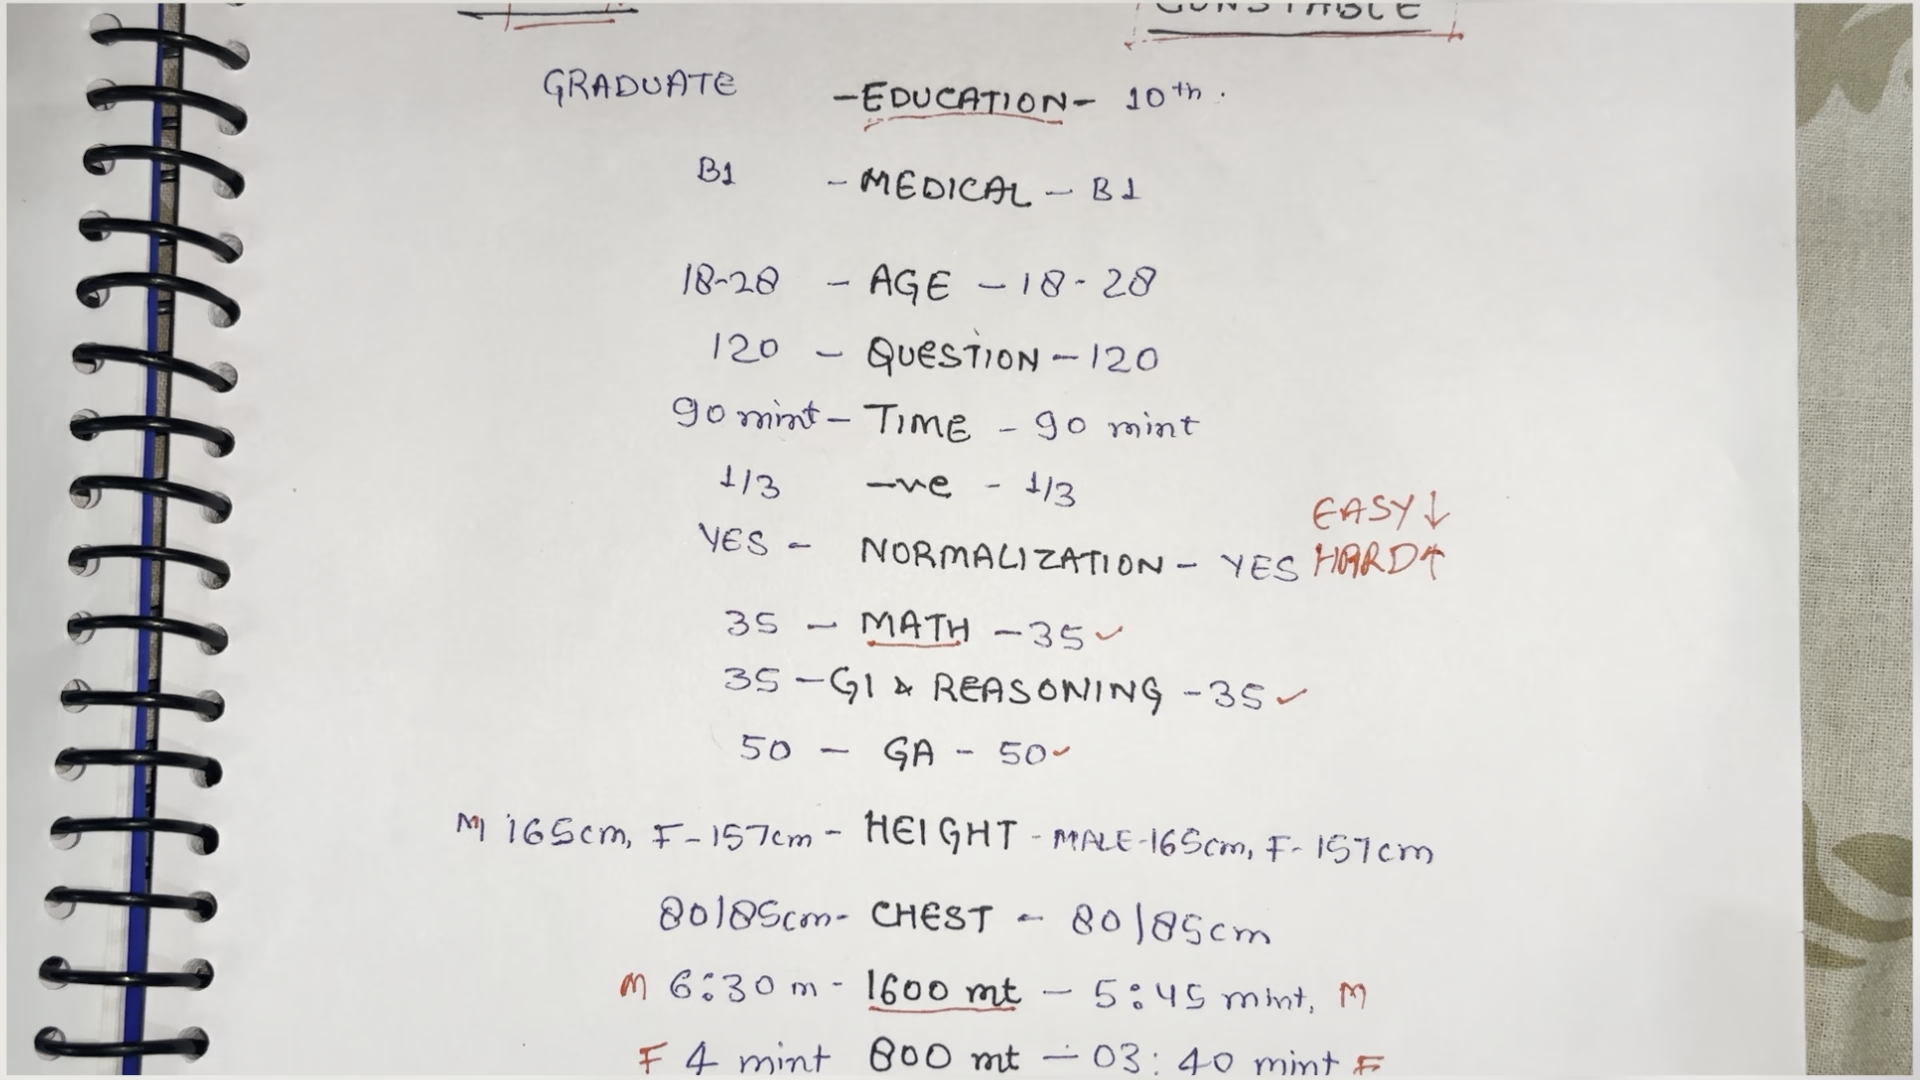 CONSTABLE
GRADUATE -EDUCATION- 10th.
B1 - MEDICAL - B1
18-28 - AGE - 18-28
120 - QUESTION - 120
90 mint - TIME - 90 mint
1/3 -ve - 1/3
EASY↓
YES - NORMALIZATION - YES HARD↑
35 - MATH - 35 ✓
35 - GI & REASONING - 35 ✓
50 - GA - 50 ✓
M 165cm, F-157cm - HEIGHT - MALE-165cm, F-157cm
80/85cm- CHEST - 80/85cm
M 6:30 m - 1600 mt - 5:45 mint, M
F 4 mint 800 mt - 03:40 mint F